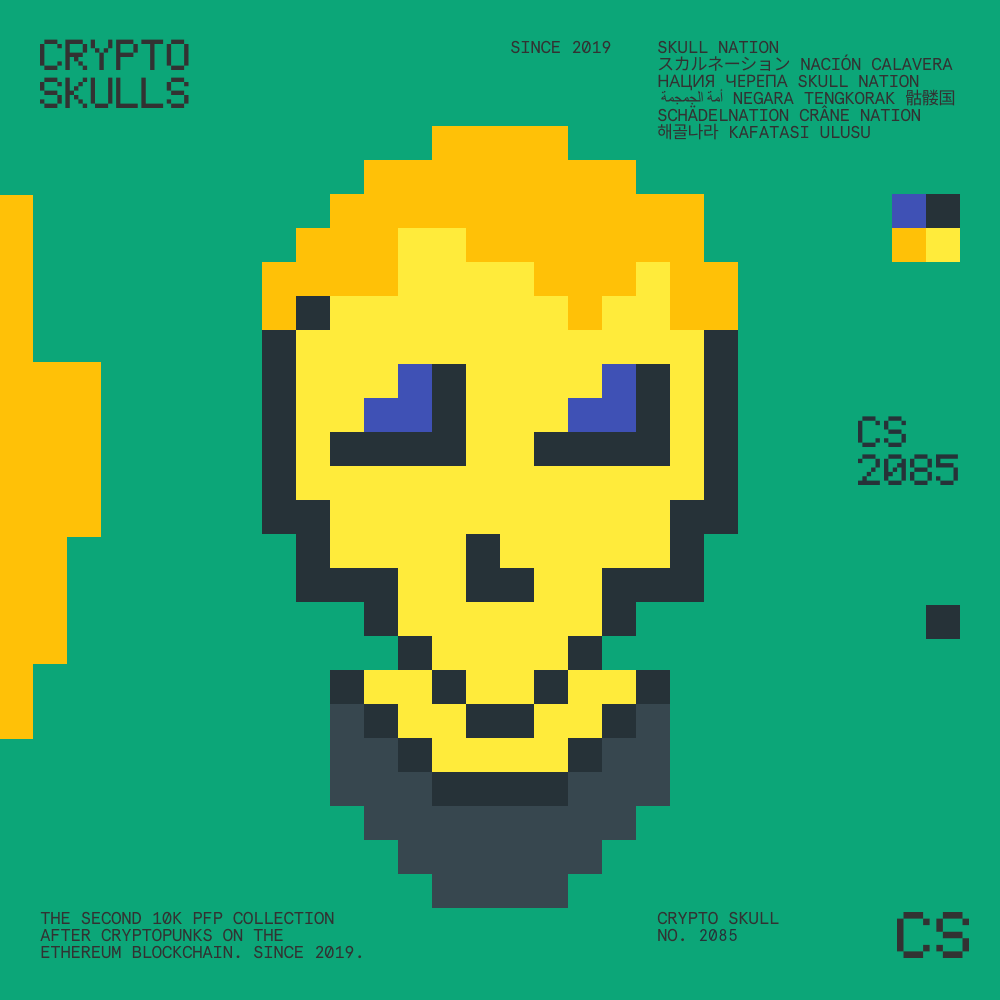 CRYPTO
SKULLS
SINCE 2019
SKULL NATION
スカルネーション NACIÓN CALAVERA
НАЦИЯ ЧЕРЕПА SKULL NATION
أمة الجمجمة NEGARA TENGKORAK 骷髅国
SCHÄDELNATION CRÂNE NATION
해골나라 KAFATASI ULUSU
CS
2085
THE SECOND 10K PFP COLLECTION
AFTER CRYPTOPUNKS ON THE
ETHEREUM BLOCKCHAIN. SINCE 2019.
CRYPTO SKULL
NO. 2085
CS